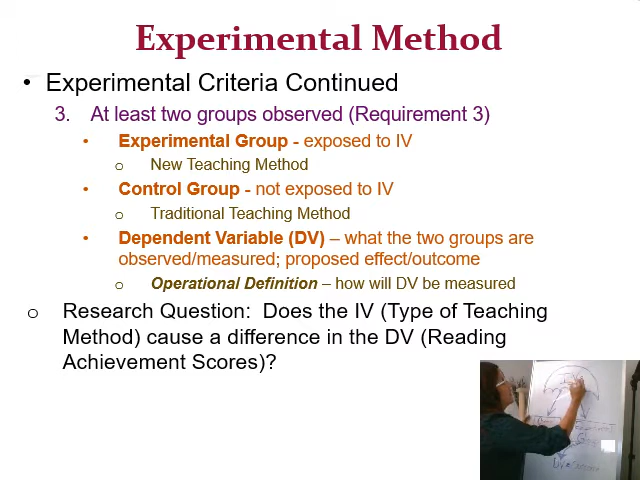 Experimental Method
• Experimental Criteria Continued
3. At least two groups observed (Requirement 3)
• Experimental Group - exposed to IV
o New Teaching Method
• Control Group - not exposed to IV
o Traditional Teaching Method
• Dependent Variable (DV) – what the two groups are
observed/measured; proposed effect/outcome
o Operational Definition – how will DV be measured
o Research Question: Does the IV (Type of Teaching
Method) cause a difference in the DV (Reading
Achievement Scores)?